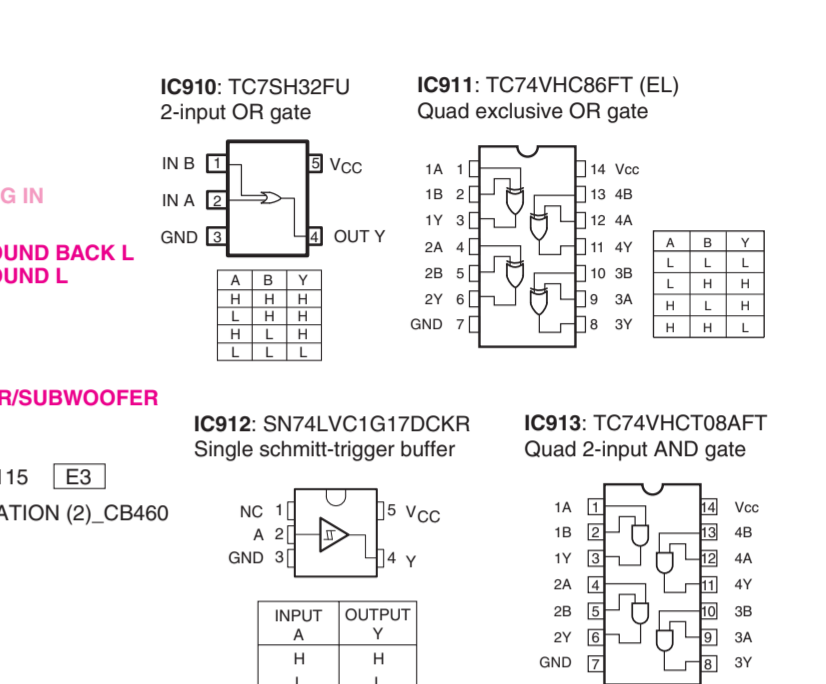 IC910: TC7SH32FU
2-input OR gate
IN B 1 5 VCC
IN A 2
GND 3 4 OUT Y
A B Y
H H H
L H H
H L H
L L L
IC911: TC74VHC86FT (EL)
Quad exclusive OR gate
1A 1 14 Vcc
1B 2 13 4B
1Y 3 12 4A
2A 4 11 4Y
2B 5 10 3B
2Y 6 9 3A
GND 7 8 3Y
A B Y
L L L
L H H
H L H
H H L
G IN
OUND BACK L
OUND L
R/SUBWOOFER
115 E3
ATION (2)_CB460
IC912: SN74LVC1G17DCKR
Single schmitt-trigger buffer
NC 1 5 VCC
A 2
GND 3 4 Y
INPUT OUTPUT
A Y
H H
L L
IC913: TC74VHCT08AFT
Quad 2-input AND gate
1A 1 14 Vcc
1B 2 13 4B
1Y 3 12 4A
2A 4 11 4Y
2B 5 10 3B
2Y 6 9 3A
GND 7 8 3Y